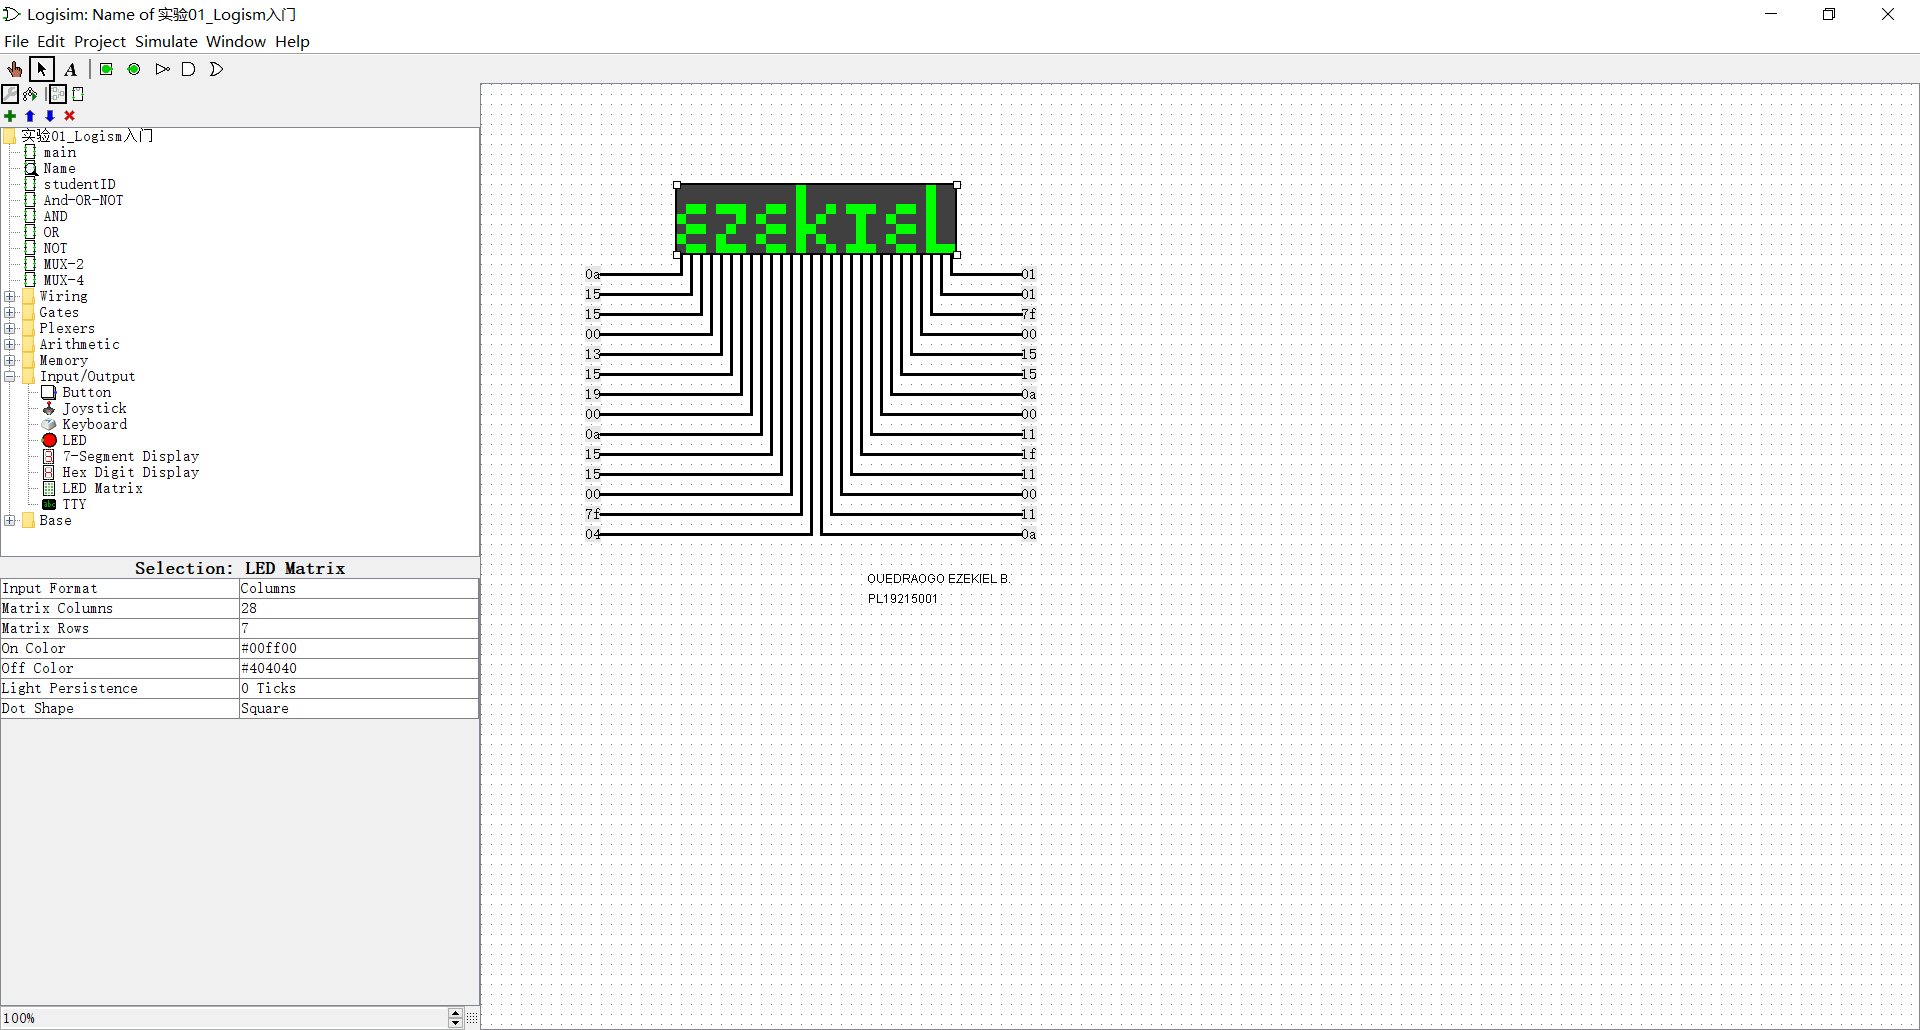 Logisim: Name of 实验01_Logism入门
File Edit Project Simulate Window Help
A
实验01_Logism入门
main
Name
studentID
And-OR-NOT
AND
OR
NOT
MUX-2
MUX-4
Wiring
Gates
Plexers
Arithmetic
Memory
Input/Output
Button
Joystick
Keyboard
LED
7-Segment Display
Hex Digit Display
LED Matrix
TTY
Base
Selection: LED Matrix
Input Format Columns
Matrix Columns 28
Matrix Rows 7
On Color #00ff00
Off Color #404040
Light Persistence 0 Ticks
Dot Shape Square
100%
ezekIeL
0a 01
15 01
15 7f
00 00
13 15
15 15
19 0a
00 00
0a 11
15 1f
15 11
00 00
7f 11
04 0a
OUEDRAOGO EZEKIEL B.
PL19215001